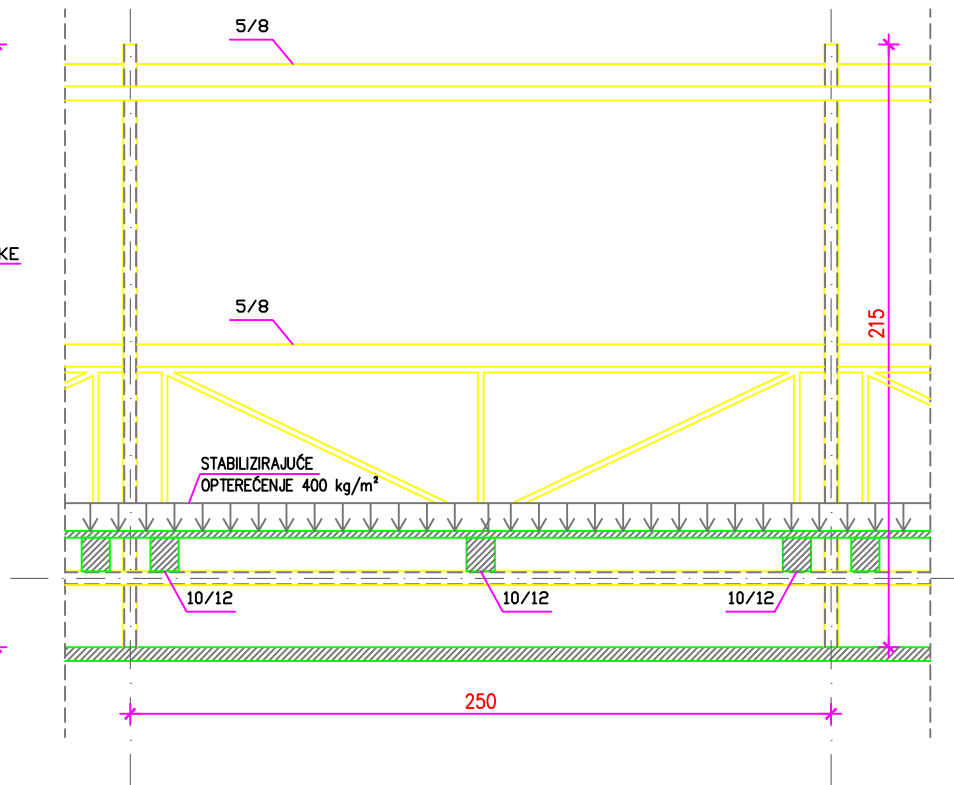 5/8
KE
5/8
215
STABILIZIRAJUĆE
OPTEREĆENJE 400 kg/m²
10/12
10/12
10/12
250